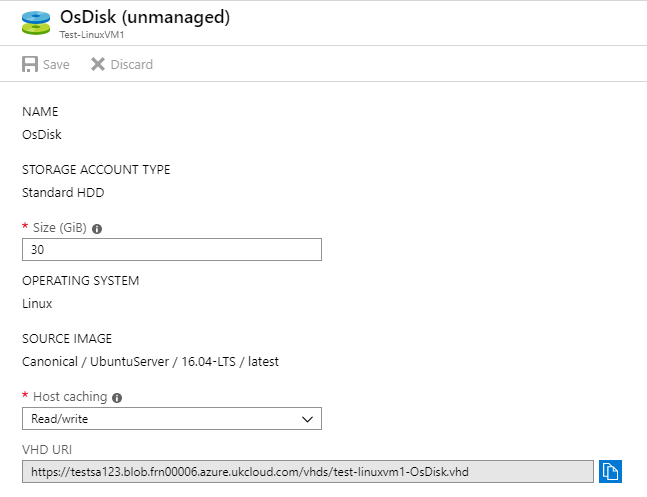 OsDisk (unmanaged)
Test-LinuxVM1
Save Discard
NAME
OsDisk
STORAGE ACCOUNT TYPE
Standard HDD
* Size (GiB)
30
OPERATING SYSTEM
Linux
SOURCE IMAGE
Canonical / UbuntuServer / 16.04-LTS / latest
* Host caching
Read/write
VHD URI
https://testsa123.blob.frn00006.azure.ukcloud.com/vhds/test-linuxvm1-OsDisk.vhd